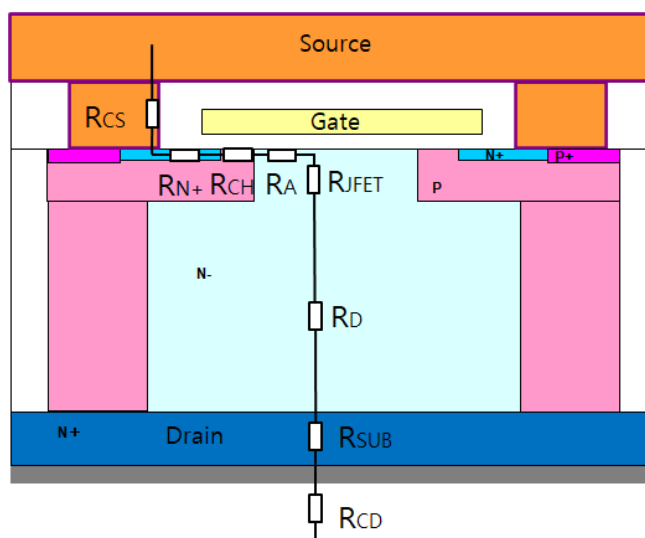 Source
RCS
Gate
N+ P+
RN+ RCH RA RJFET P
N-
RD
N+ Drain RSUB
RCD